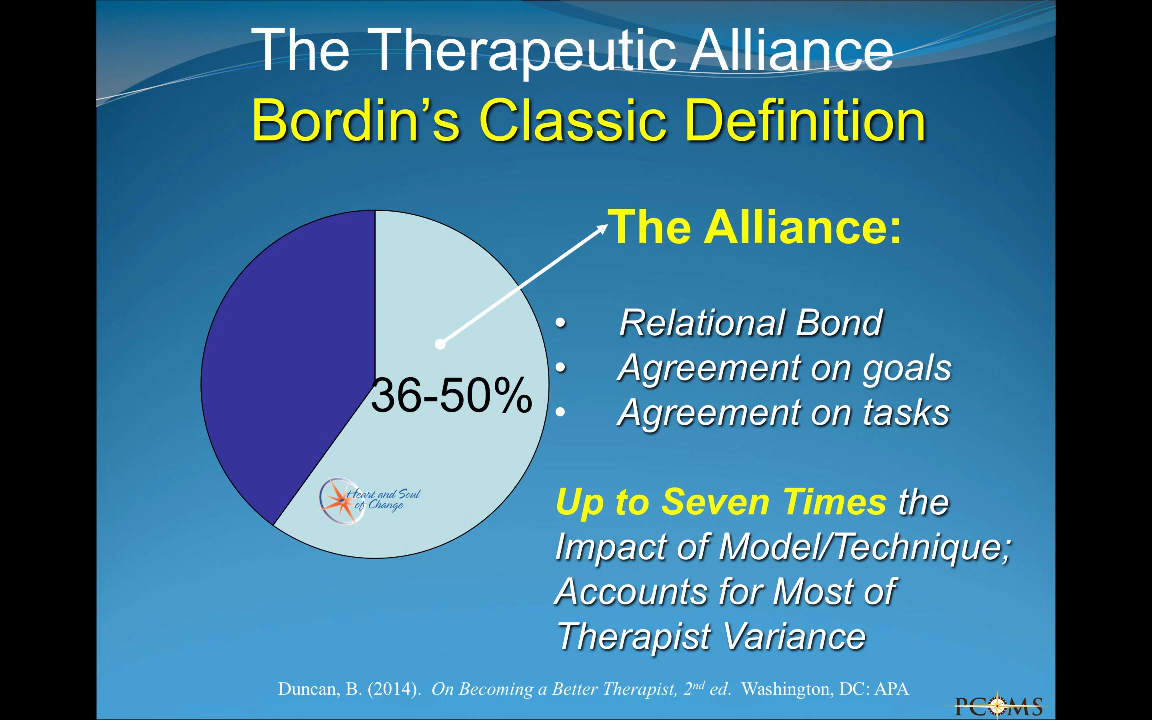 The Therapeutic Alliance
Bordin’s Classic Definition
The Alliance:
• Relational Bond
• Agreement on goals
• Agreement on tasks
36-50%
Heart and Soul
of Change
Up to Seven Times the
Impact of Model/Technique;
Accounts for Most of
Therapist Variance
Duncan, B. (2014). On Becoming a Better Therapist, 2nd ed. Washington, DC: APA
PCOMS